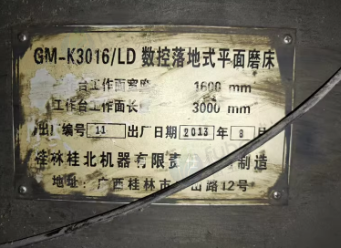 GM-K3016/LD 数控落地式平面磨床
台工作面宽度 1600 mm
工作台工作面长 3000 mm
出厂编号 11 出厂日期 2013 年 8 月
桂林桂北机器有限责 制造
地址: 广西桂林市 山路12号